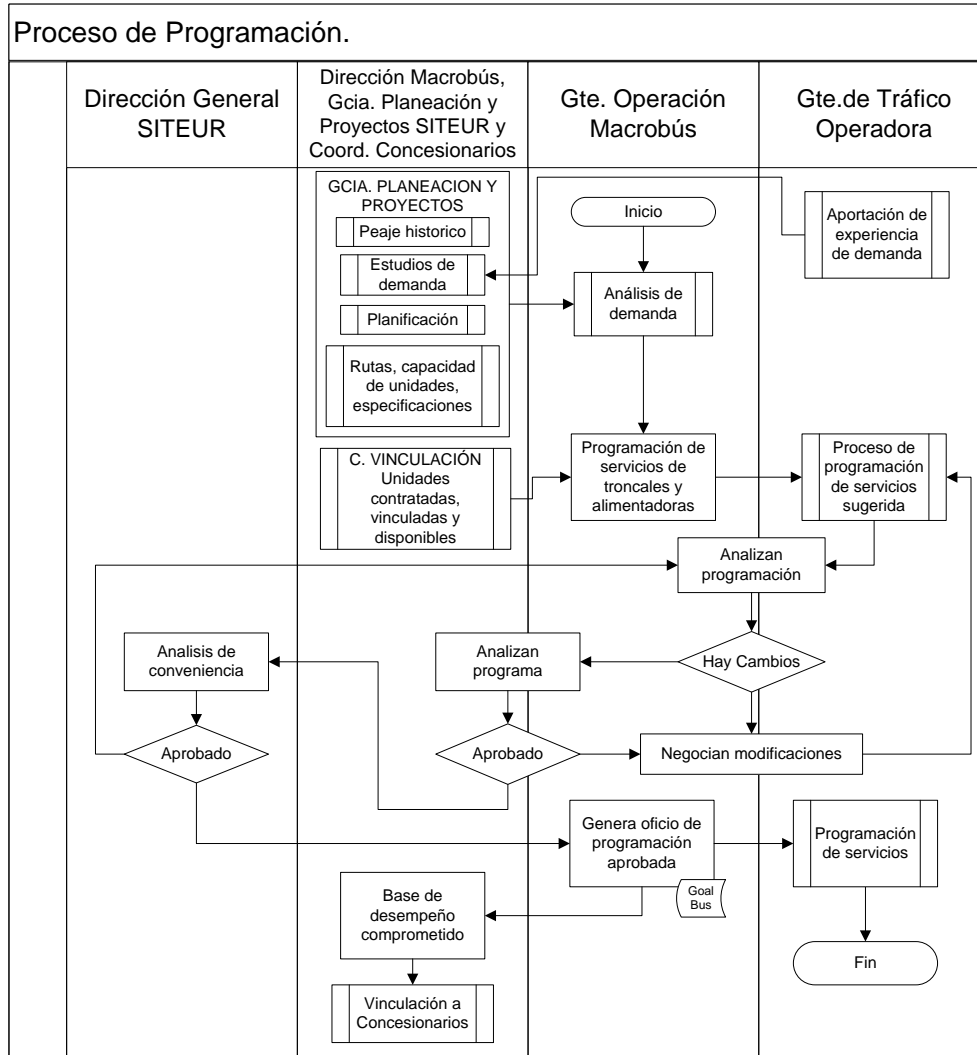 Proceso de Programación.
Dirección General
SITEUR
Dirección Macrobús,
Gcia. Planeación y
Proyectos SITEUR y
Coord. Concesionarios
Gte. Operación
Macrobús
Gte.de Tráfico
Operadora
GCIA. PLANEACION Y
PROYECTOS
Peaje historico
Estudios de
demanda
Planificación
Rutas, capacidad
de unidades,
especificaciones
Inicio
Análisis de
demanda
Aportación de
experiencia
de demanda
C. VINCULACIÓN
Unidades
contratadas,
vinculadas y
disponibles
Programación de
servicios de
troncales y
alimentadoras
Proceso de
programación
de servicios
sugerida
Analizan
programación
Hay Cambios
Analizan
programa
Analisis de
conveniencia
Aprobado
Aprobado
Negocian modificaciones
Genera oficio de
programación
aprobada
Goal
Bus
Programación
de servicios
Base de
desempeño
comprometido
Fin
Vinculación a
Concesionarios